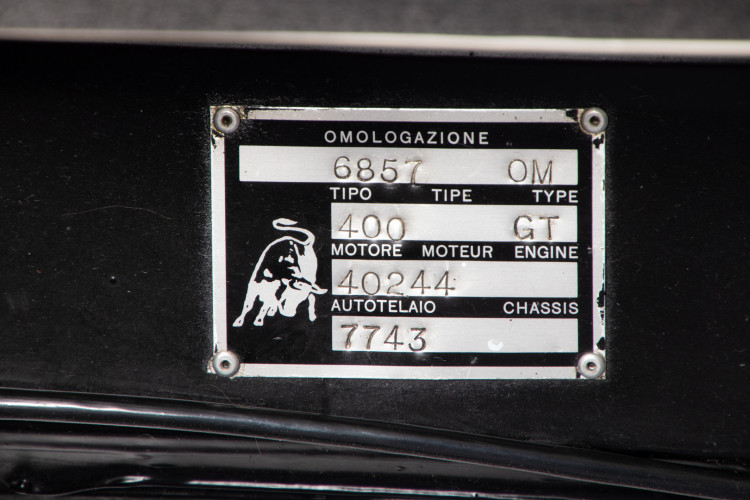 OMOLOGAZIONE
6857 OM
TIPO TIPE TYPE
400 GT
MOTORE MOTEUR ENGINE
40244
AUTOTELAIO CHASSIS
7743